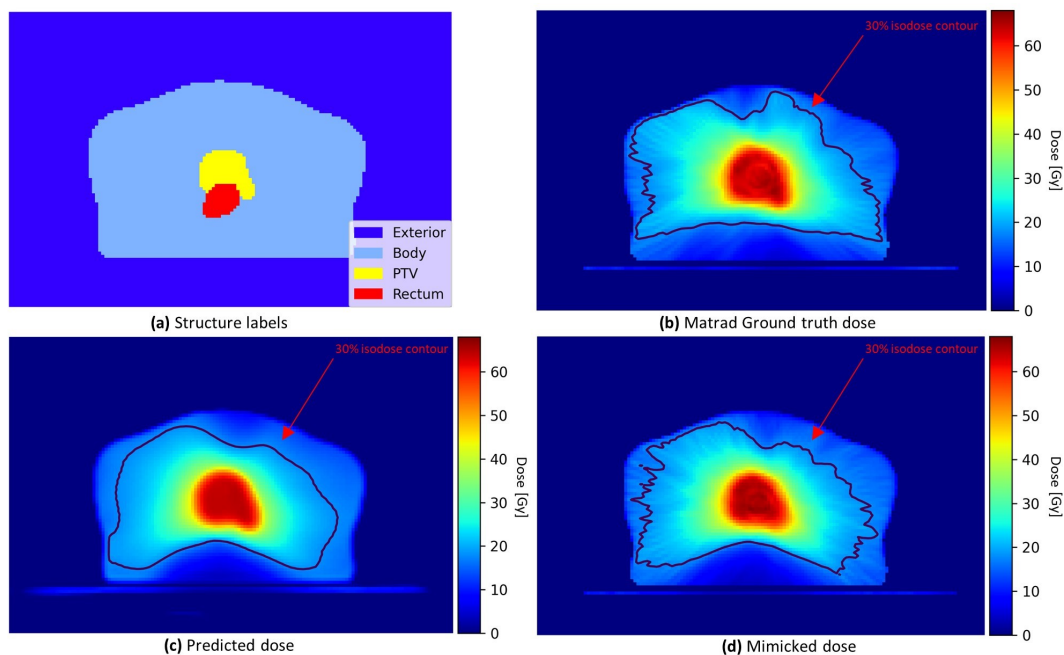 30% isodose contour
60
50
40
30
20
10
0
Dose [Gy]
Exterior
Body
PTV
Rectum
(a) Structure labels
(b) Matrad Ground truth dose
30% isodose contour
60
50
40
30
20
10
0
Dose [Gy]
30% isodose contour
60
50
40
30
20
10
0
Dose [Gy]
(c) Predicted dose
(d) Mimicked dose